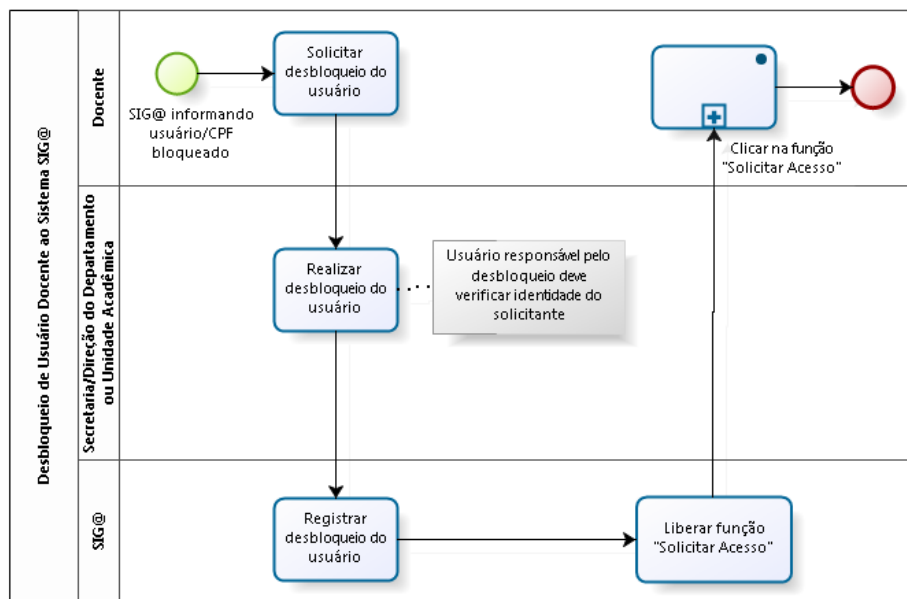 Desbloqueio de Usuário Docente ao Sistema SIG@
Docente
SIG@ informando
usuário/CPF
bloqueado
Solicitar
desbloqueio do
usuário
Clicar na função
"Solicitar Acesso"
Secretaria/Direção do Departamento
ou Unidade Acadêmica
Realizar
desbloqueio do
usuário
Usuário responsável pelo
desbloqueio deve
verificar identidade do
solicitante
SIG@
Registrar
desbloqueio do
usuário
Liberar função
"Solicitar Acesso"